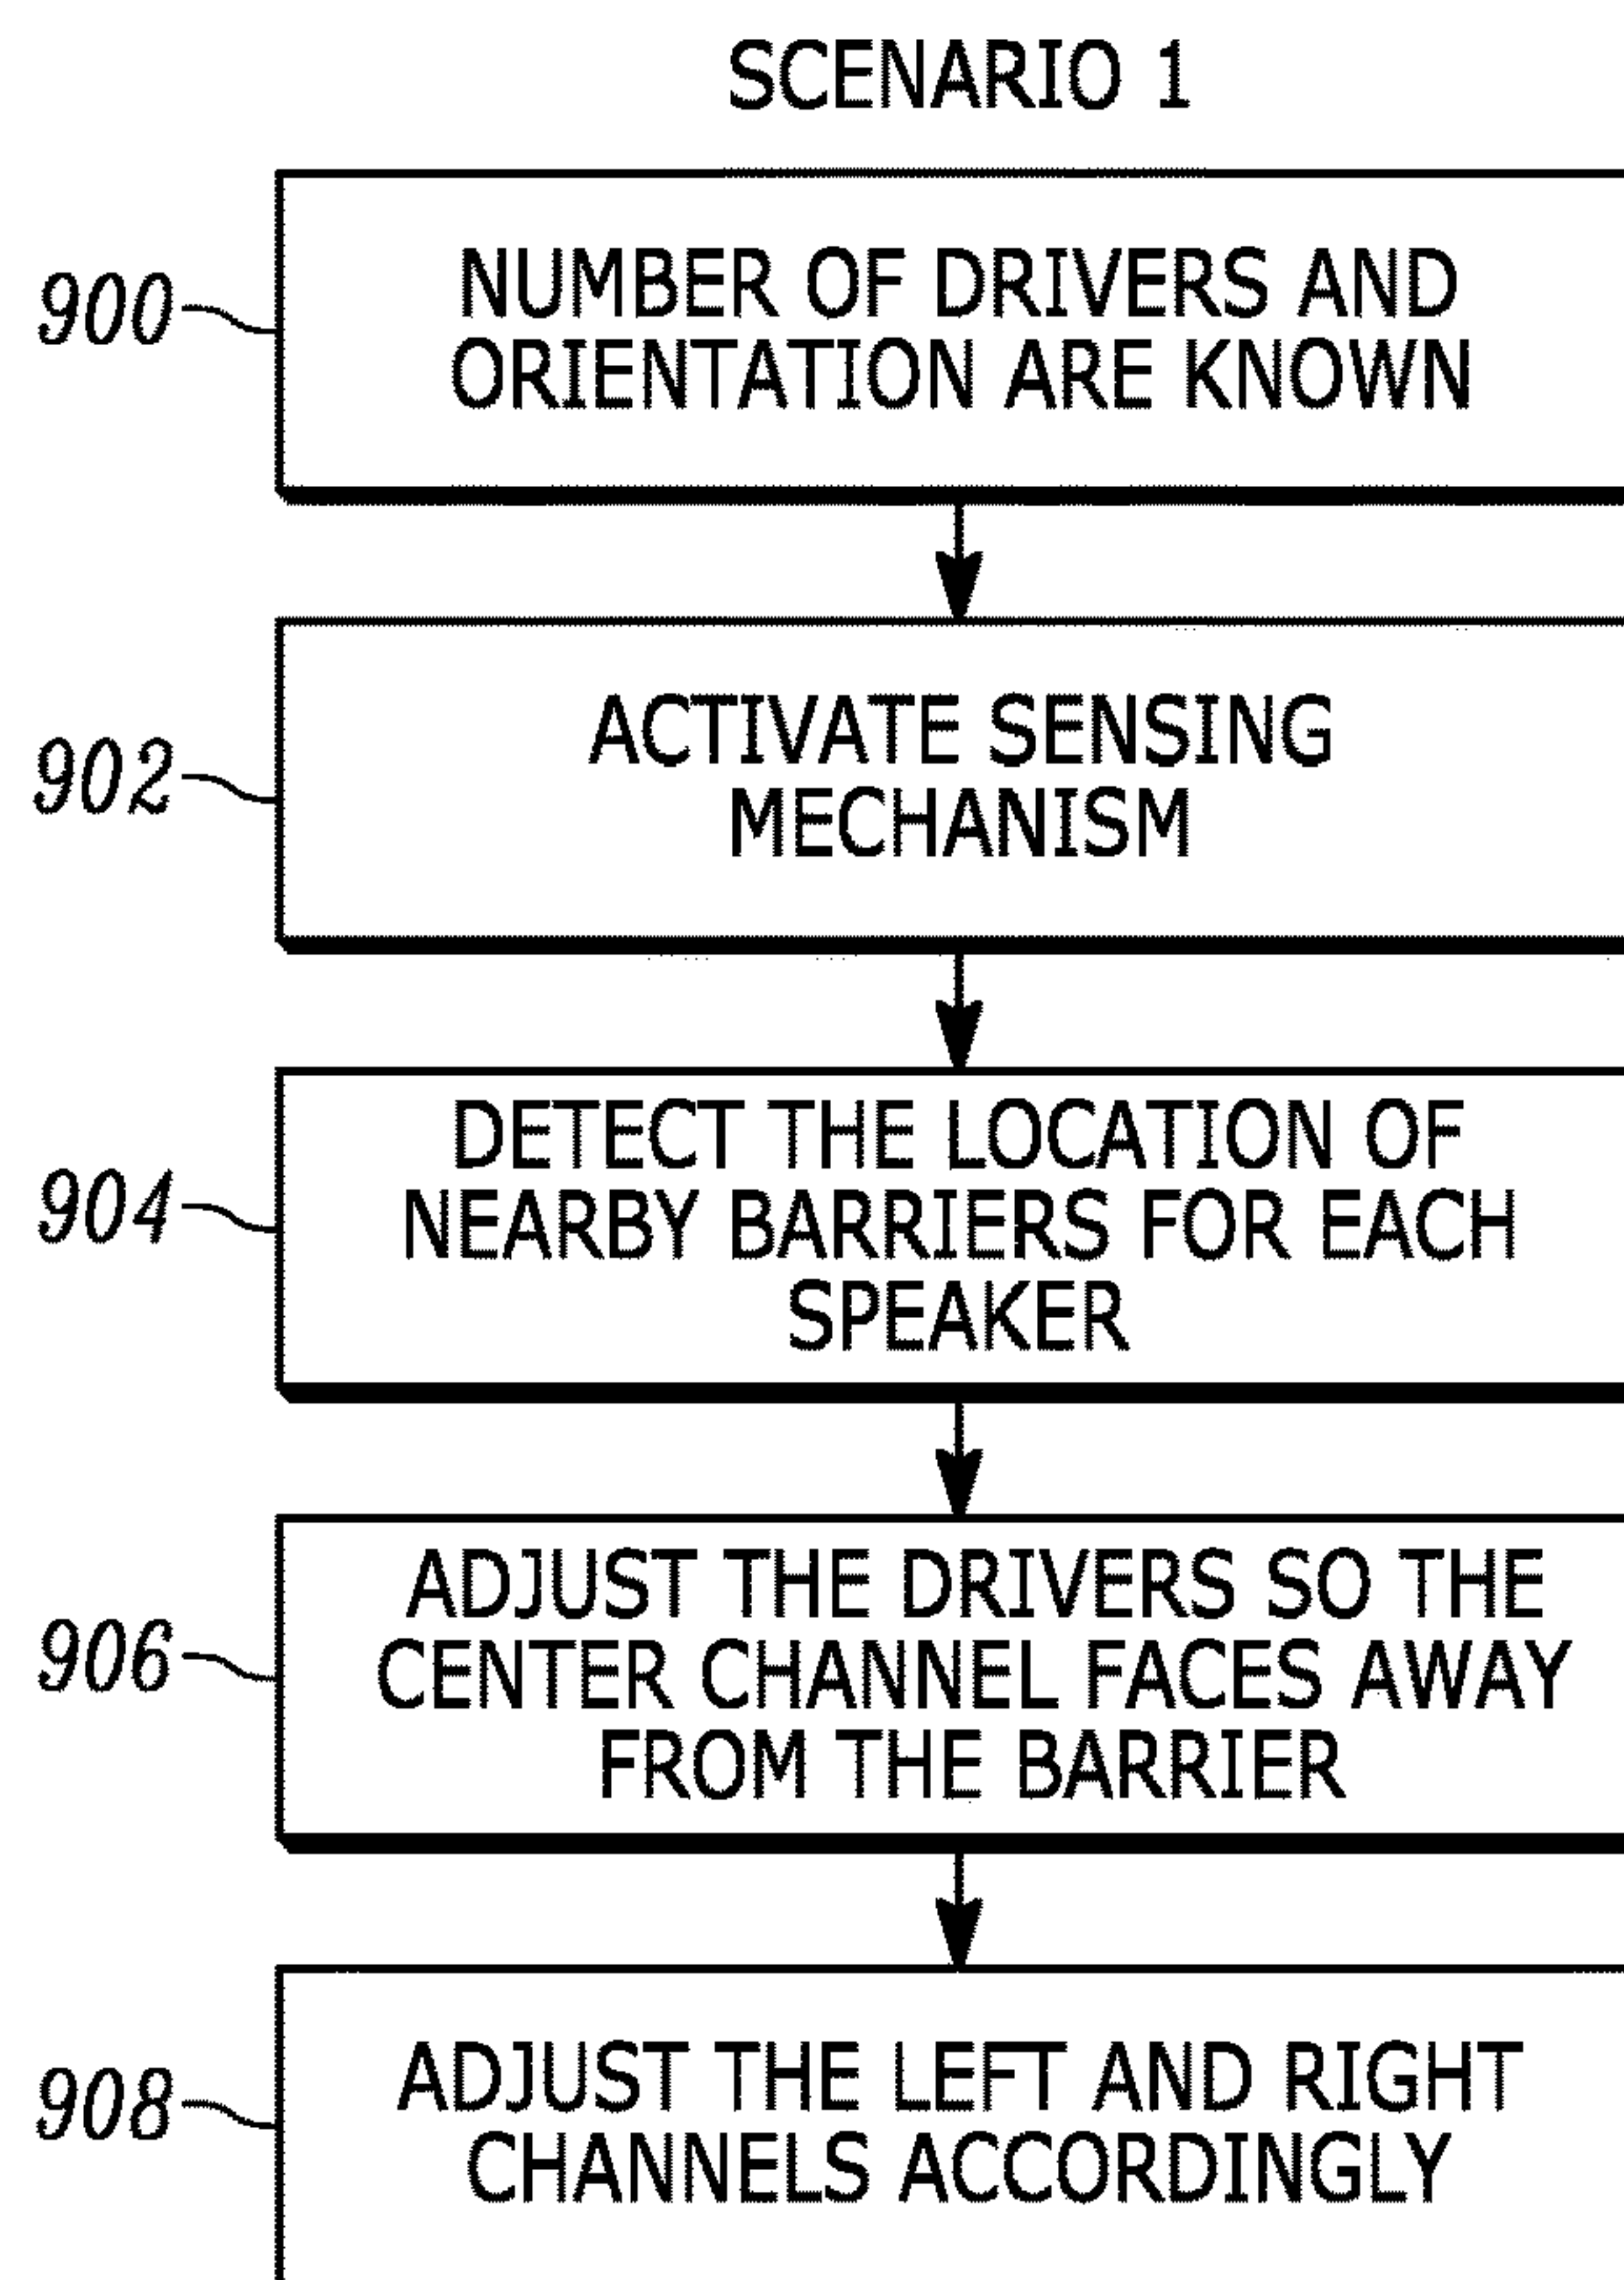 SCENARIO 1
900
NUMBER OF DRIVERS AND
ORIENTATION ARE KNOWN
902
ACTIVATE SENSING
MECHANISM
904
DETECT THE LOCATION OF
NEARBY BARRIERS FOR EACH
SPEAKER
906
ADJUST THE DRIVERS SO THE
CENTER CHANNEL FACES AWAY
FROM THE BARRIER
908
ADJUST THE LEFT AND RIGHT
CHANNELS ACCORDINGLY